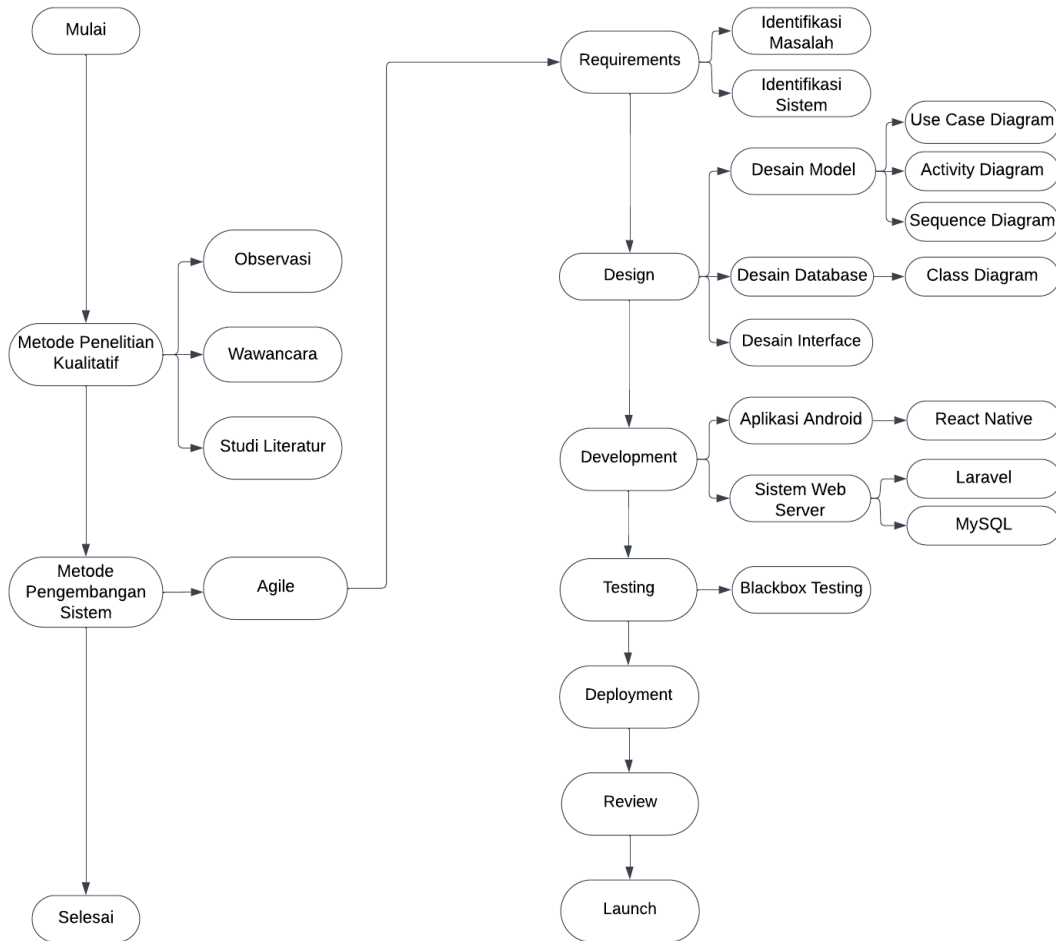 Mulai
Metode Penelitian
Kualitatif
Observasi
Wawancara
Studi Literatur
Metode
Pengembangan
Sistem
Agile
Selesai
Requirements
Identifikasi
Masalah
Identifikasi
Sistem
Design
Desain Model
Use Case Diagram
Activity Diagram
Sequence Diagram
Desain Database
Class Diagram
Desain Interface
Development
Aplikasi Android
React Native
Sistem Web
Server
Laravel
MySQL
Testing
Blackbox Testing
Deployment
Review
Launch